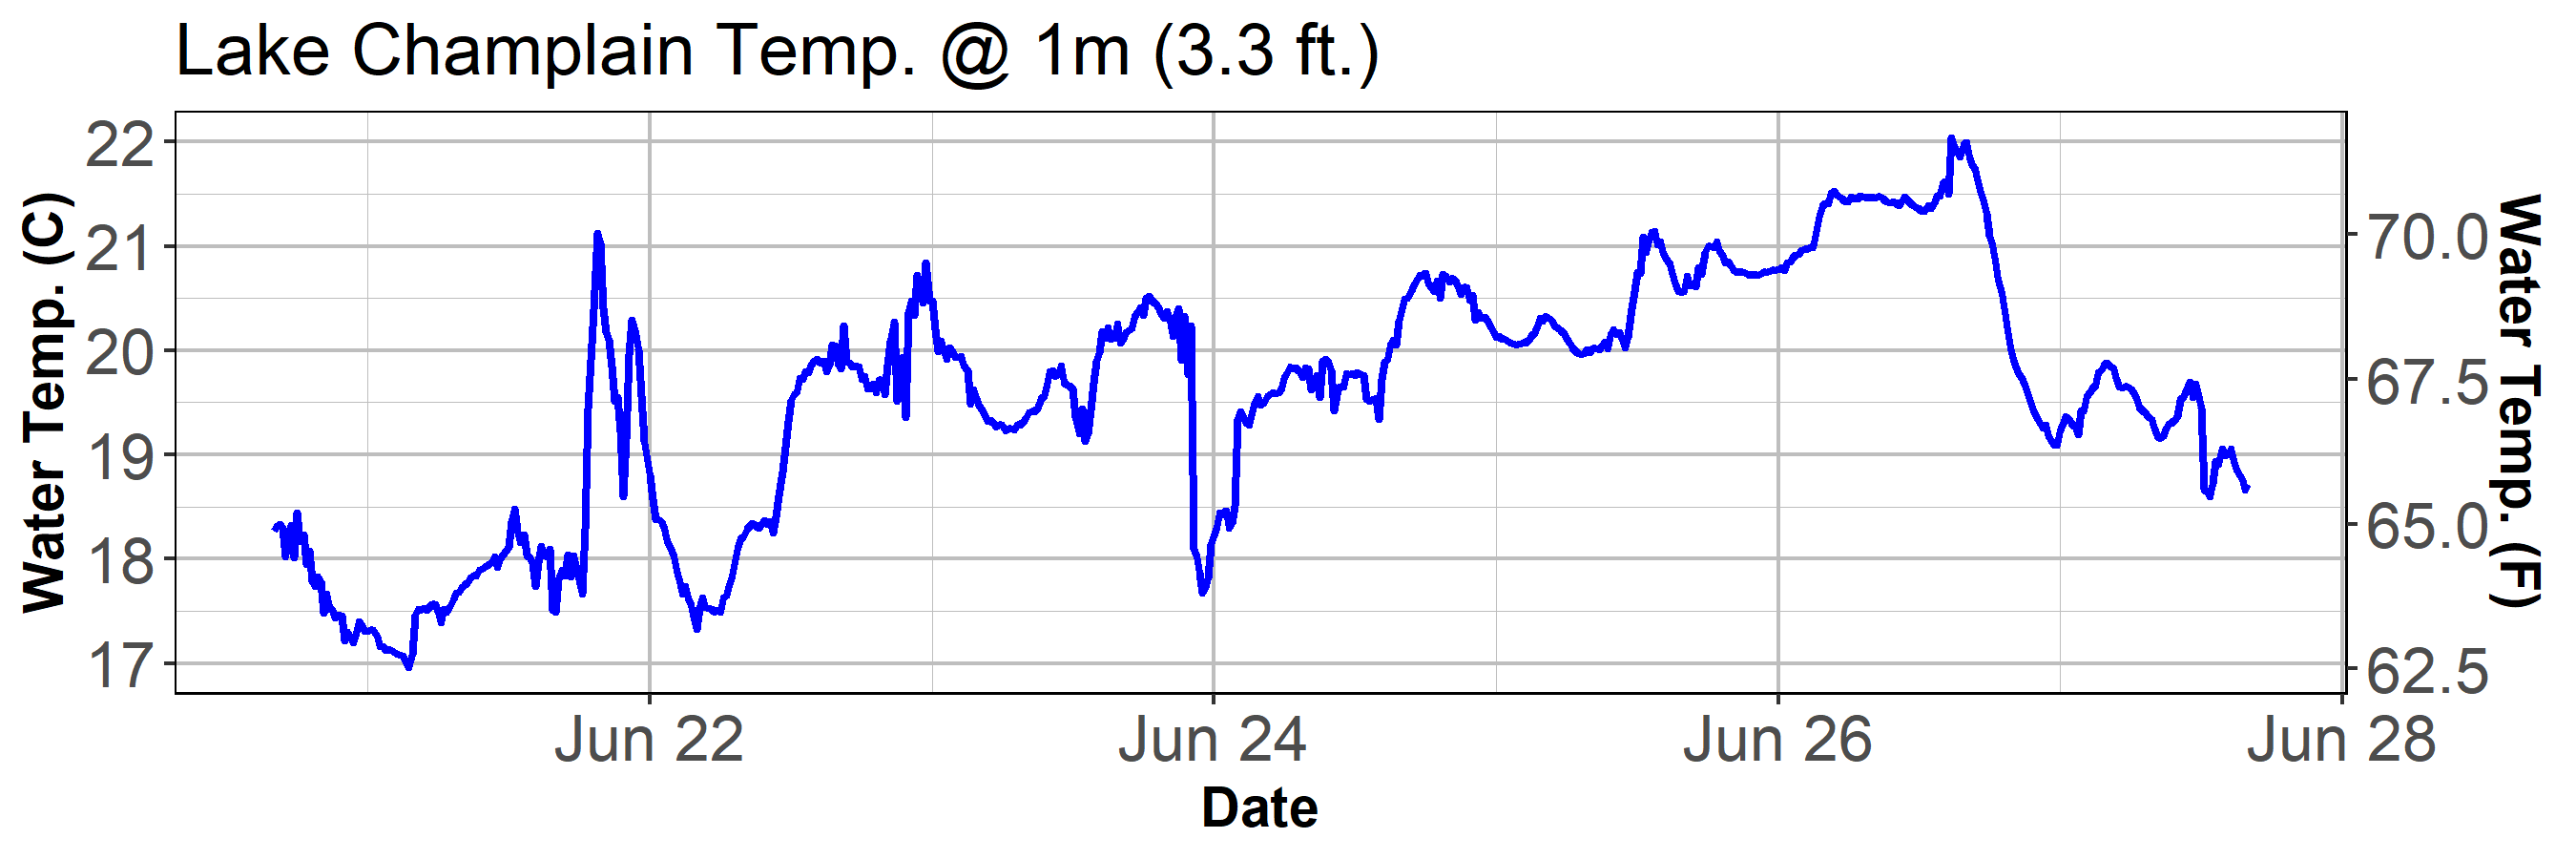 Lake Champlain Temp. @ 1m (3.3 ft.)
Water Temp. (C)
22
21
20
19
18
17
70.0
67.5
65.0
62.5
Water Temp. (F)
Jun 22
Jun 24
Jun 26
Jun 28
Date